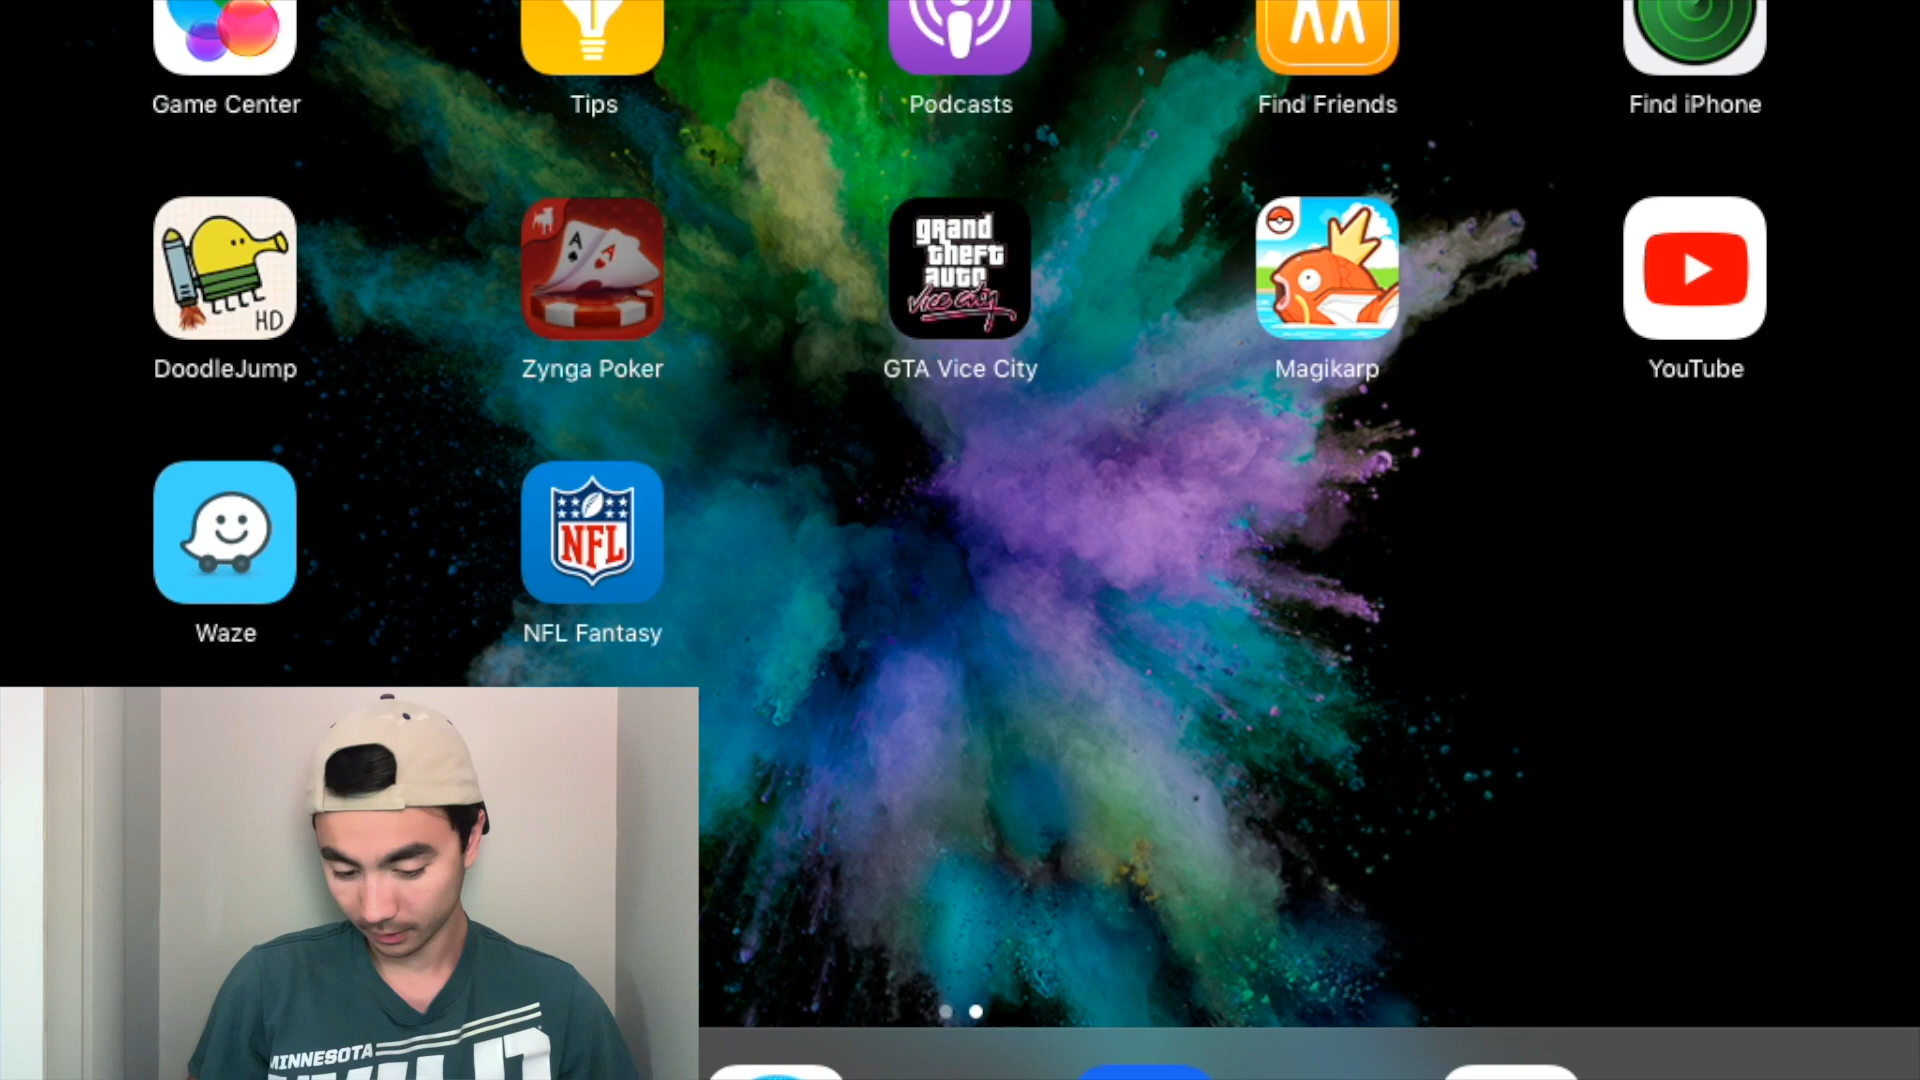 Game Center
Tips
Podcasts
Find Friends
Find iPhone
HD
A A
grand
theft
auto
vice city
DoodleJump
Zynga Poker
GTA Vice City
Magikarp
YouTube
NFL
Waze
NFL Fantasy
MINNESOTA
WILD